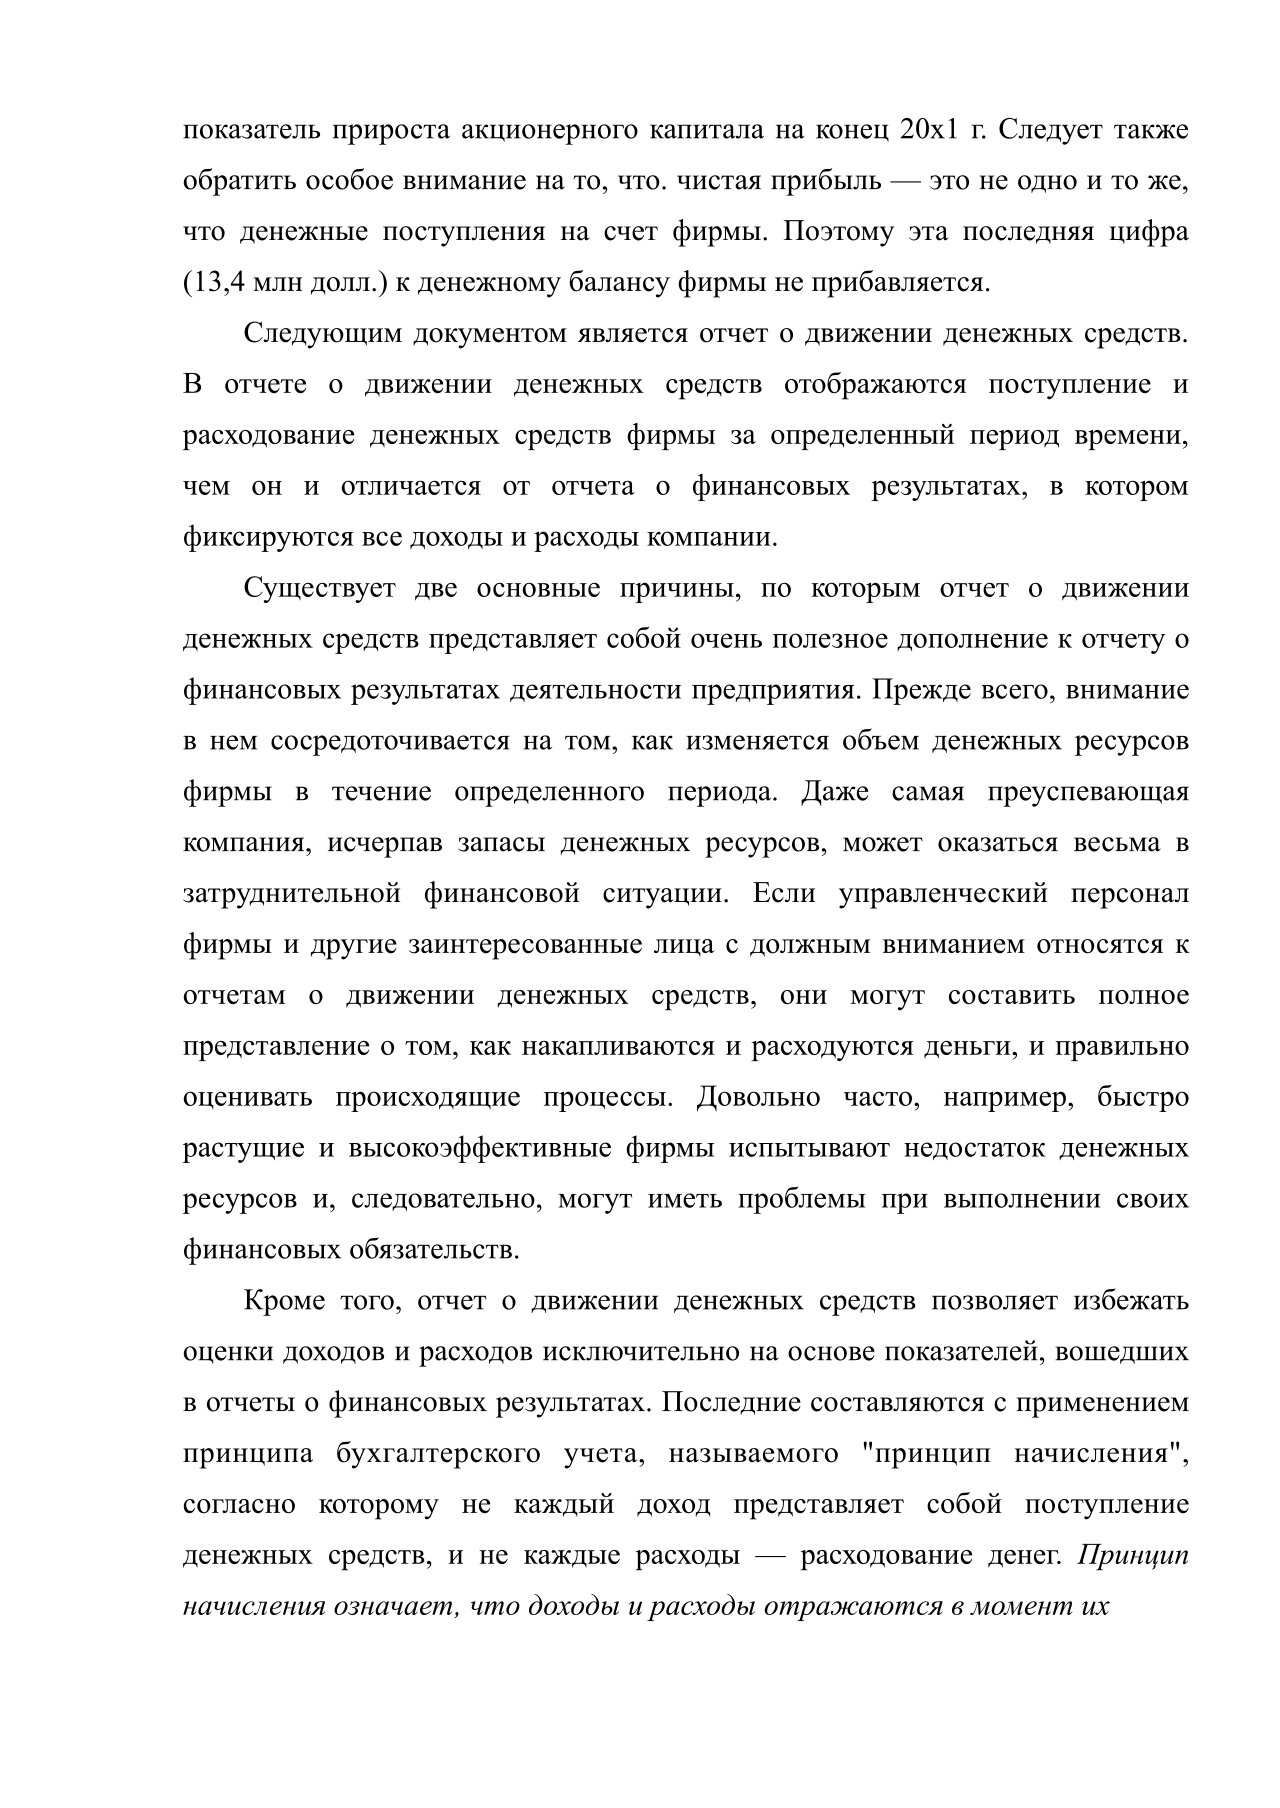 показатель прироста акционерного капитала на конец 20x1 г. Следует также
обратить особое внимание на то, что. чистая прибыль — это не одно и то же,
что денежные поступления на счет фирмы. Поэтому эта последняя цифра
(13,4 млн долл.) к денежному балансу фирмы не прибавляется.
Следующим документом является отчет о движении денежных средств.
В отчете о движении денежных средств отображаются поступление и
расходование денежных средств фирмы за определенный период времени,
чем он и отличается от отчета о финансовых результатах, в котором
фиксируются все доходы и расходы компании.
Существует две основные причины, по которым отчет о движении
денежных средств представляет собой очень полезное дополнение к отчету о
финансовых результатах деятельности предприятия. Прежде всего, внимание
в нем сосредоточивается на том, как изменяется объем денежных ресурсов
фирмы в течение определенного периода. Даже самая преуспевающая
компания, исчерпав запасы денежных ресурсов, может оказаться весьма в
затруднительной финансовой ситуации. Если управленческий персонал
фирмы и другие заинтересованные лица с должным вниманием относятся к
отчетам о движении денежных средств, они могут составить полное
представление о том, как накапливаются и расходуются деньги, и правильно
оценивать происходящие процессы. Довольно часто, например, быстро
растущие и высокоэффективные фирмы испытывают недостаток денежных
ресурсов и, следовательно, могут иметь проблемы при выполнении своих
финансовых обязательств.
Кроме того, отчет о движении денежных средств позволяет избежать
оценки доходов и расходов исключительно на основе показателей, вошедших
в отчеты о финансовых результатах. Последние составляются с применением
принципа бухгалтерского учета, называемого "принцип начисления",
согласно которому не каждый доход представляет собой поступление
денежных средств, и не каждые расходы — расходование денег. Принцип
начисления означает, что доходы и расходы отражаются в момент их